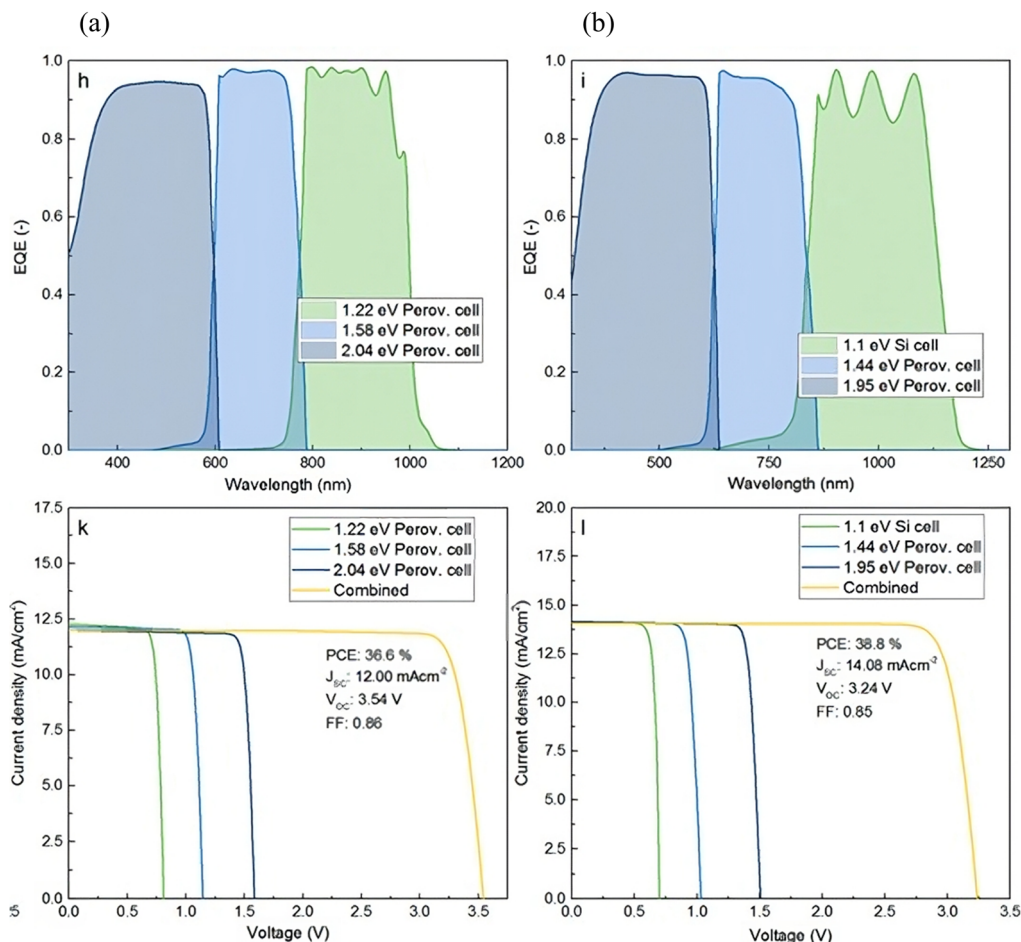 (a)
(b)
h
1.0
0.8
0.6
0.4
0.2
0.0
EQE (-)
1.22 eV Perov. cell
1.58 eV Perov. cell
2.04 eV Perov. cell
400
600
800
1000
1200
Wavelength (nm)
i
1.0
0.8
0.6
0.4
0.2
0.0
EQE (-)
1.1 eV Si cell
1.44 eV Perov. cell
1.95 eV Perov. cell
500
750
1000
1250
Wavelength (nm)
k
17.5
15.0
12.5
10.0
7.5
5.0
2.5
0.0
Current density (mA/cm²)
1.22 eV Perov. cell
1.58 eV Perov. cell
2.04 eV Perov. cell
Combined
PCE: 36.6 %
JSC: 12.00 mAcm-2
VOC: 3.54 V
FF: 0.86
0.0
0.5
1.0
1.5
2.0
2.5
3.0
3.5
Voltage (V)
l
20.0
17.5
15.0
12.5
10.0
7.5
5.0
2.5
0.0
Current density (mA/cm²)
1.1 eV Si cell
1.44 eV Perov. cell
1.95 eV Perov. cell
Combined
PCE: 38.8 %
JSC: 14.08 mAcm-2
VOC: 3.24 V
FF: 0.85
0.0
0.5
1.0
1.5
2.0
2.5
3.0
3.5
Voltage (V)